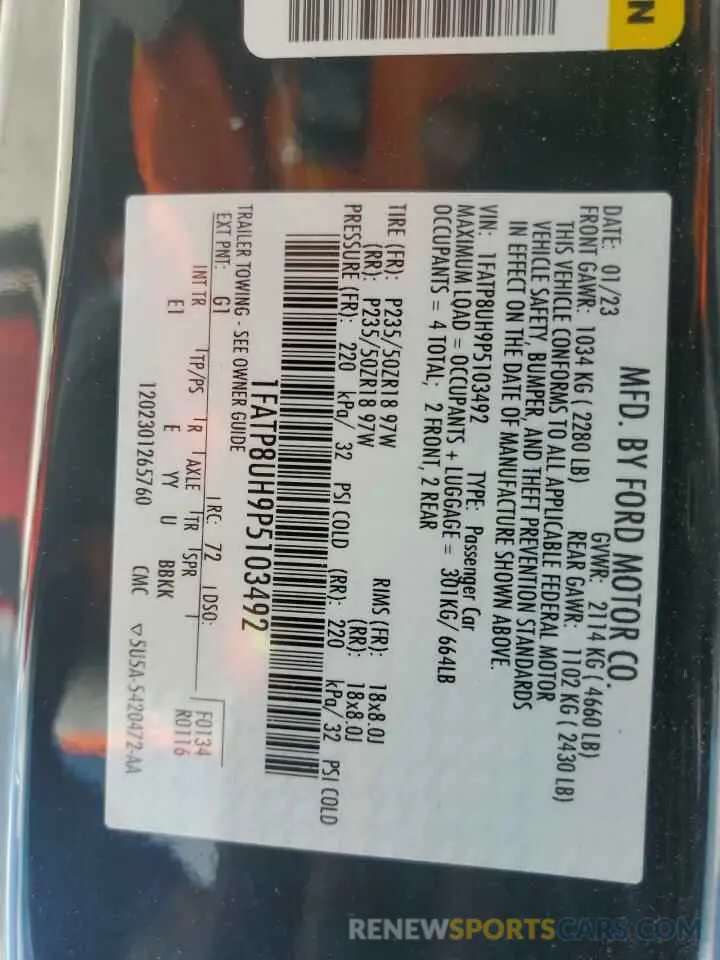 N
MFD. BY FORD MOTOR CO.
DATE: 01/23 GVWR: 2114 KG ( 4660 LB)
FRONT GAWR: 1034 KG ( 2280 LB) REAR GAWR: 1102 KG ( 2430 LB)
THIS VEHICLE CONFORMS TO ALL APPLICABLE FEDERAL MOTOR
VEHICLE SAFETY, BUMPER, AND THEFT PREVENTION STANDARDS
IN EFFECT ON THE DATE OF MANUFACTURE SHOWN ABOVE.
VIN: 1FATP8UH9P5103492 TYPE: Passenger Car
MAXIMUM LOAD = OCCUPANTS + LUGGAGE = 301KG/ 664LB
OCCUPANTS = 4 TOTAL; 2 FRONT, 2 REAR
TIRE (FR): P235/50ZR18 97W RIMS (FR): 18x8.0J
(RR): P235/50ZR18 97W (RR): 18x8.0J
PRESSURE (FR): 220 kPa/ 32 PSI COLD (RR): 220 kPa/ 32 PSI COLD
1FATP8UH9P5103492
TRAILER TOWING - SEE OWNER GUIDE
EXT PNT: G1 RC: 72 DSO: F0134
R0116
INT TR TP/PS R AXLE TR SPR
E1 E YY U BBKK
1202301265760 CMC ▽5U5A-5420472-AA
RENEWSPORTSCARS.COM